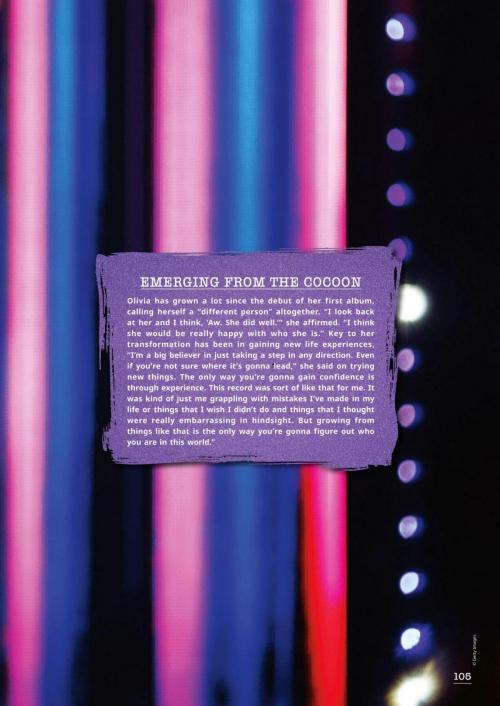 EMERGING FROM THE COCOON
Olivia has grown a lot since the debut of her first album,
calling herself a "different person" altogether. "I look back
at her and I think, 'Aw. She did well.'" she affirmed. "I think
she would be really happy with who she is." Key to her
transformation has been in gaining new life experiences,
"I'm a big believer in just taking a step in any direction. Even
if you're not sure where it's gonna lead," she said on trying
new things. The only way you're gonna gain confidence is
through experience. This record was sort of like that for me. It
was kind of just me grappling with mistakes I've made in my
life or things that I wish I didn't do and things that I thought
were really embarrassing in hindsight. But growing from
things like that is the only way you're gonna figure out who
you are in this world."
© Getty Images
105